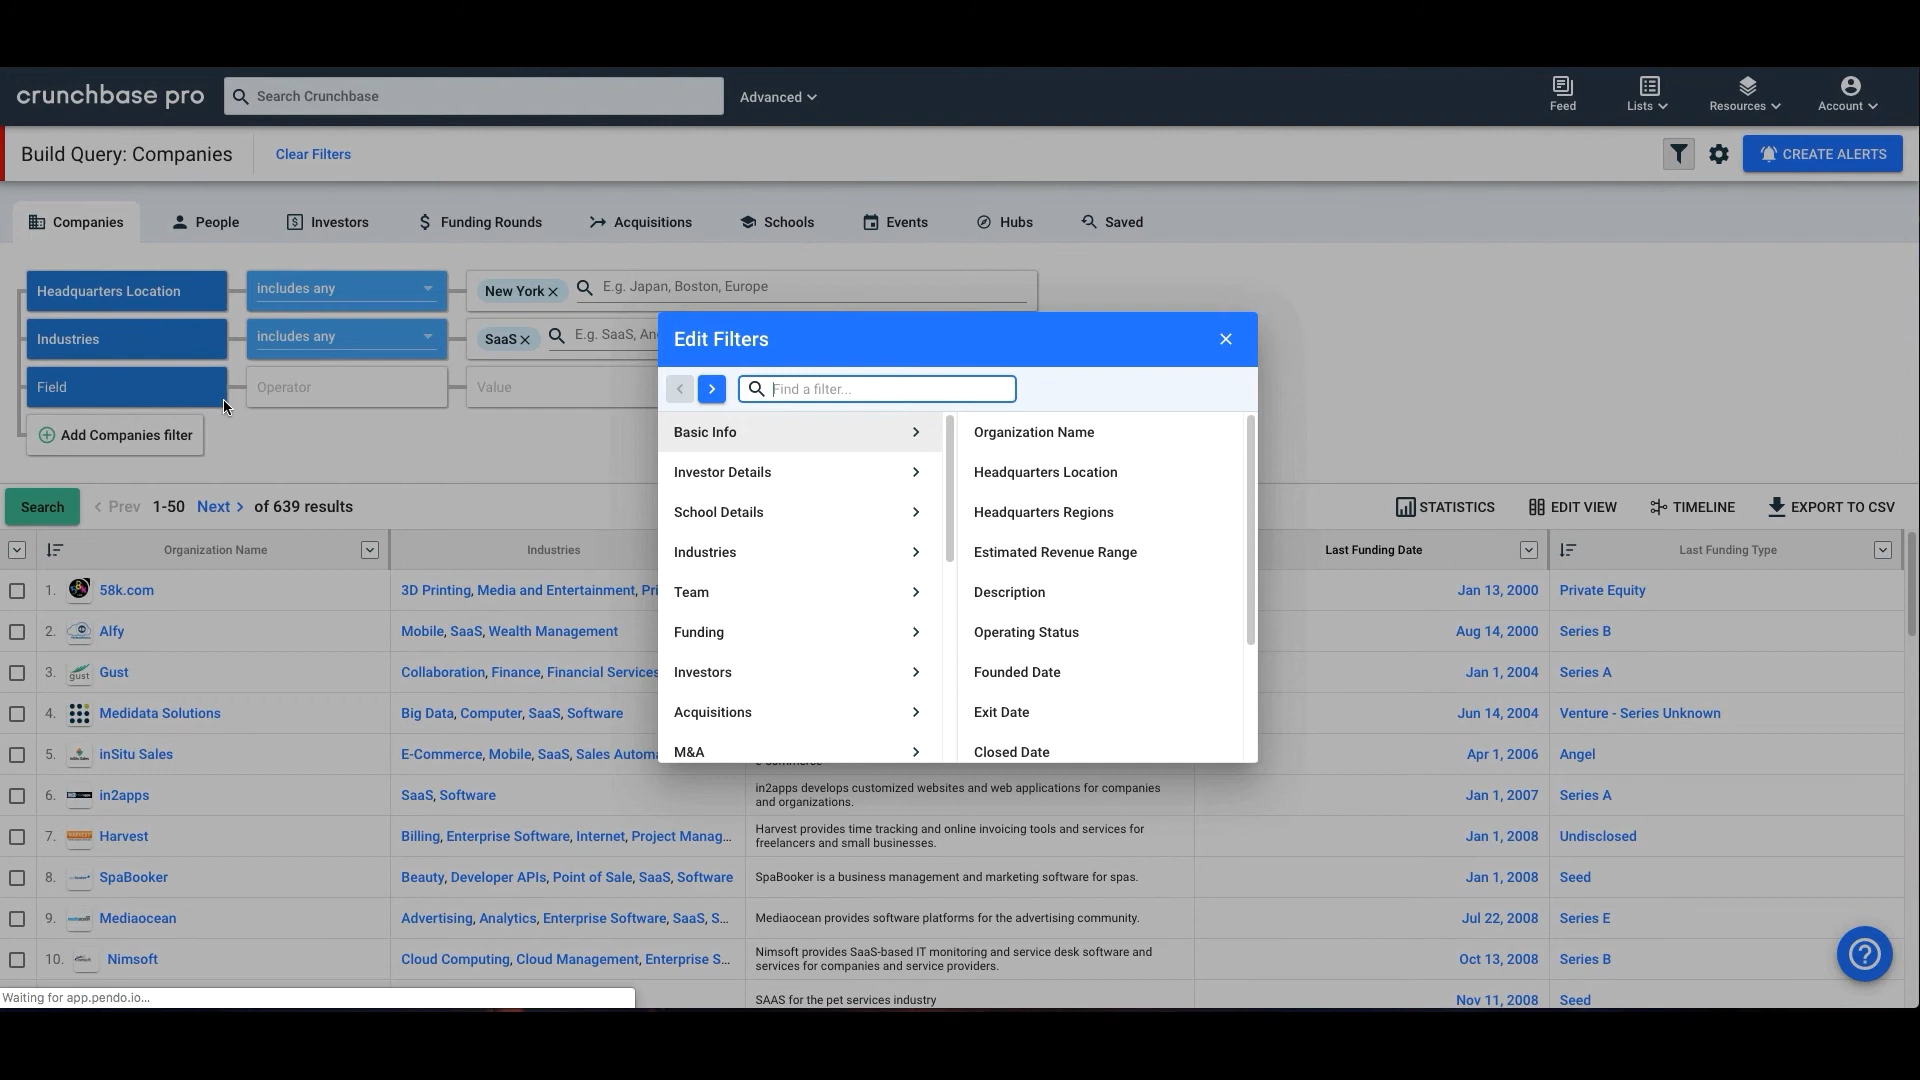 crunchbase pro
Search Crunchbase
Advanced
Feed
Lists
Resources
Account
Build Query: Companies
Clear Filters
CREATE ALERTS
Companies
People
Investors
Funding Rounds
Acquisitions
Schools
Events
Hubs
Saved
Headquarters Location
includes any
New York
E.g. Japan, Boston, Europe
Industries
includes any
SaaS
E.g. SaaS, An
Field
Operator
Value
Add Companies filter
Edit Filters
Find a filter...
Basic Info
Investor Details
School Details
Industries
Team
Funding
Investors
Acquisitions
M&A
Organization Name
Headquarters Location
Headquarters Regions
Estimated Revenue Range
Description
Operating Status
Founded Date
Exit Date
Closed Date
Search
Prev
1-50
Next
of 639 results
STATISTICS
EDIT VIEW
TIMELINE
EXPORT TO CSV
Organization Name
Industries
Last Funding Date
Last Funding Type
1. 58k.com 3D Printing, Media and Entertainment, Pri Jan 13, 2000 Private Equity
2. Alfy Mobile, SaaS, Wealth Management Aug 14, 2000 Series B
3. gust Gust Collaboration, Finance, Financial Services Jan 1, 2004 Series A
4. Medidata Solutions Big Data, Computer, SaaS, Software Jun 14, 2004 Venture - Series Unknown
5. inSitu Sales E-Commerce, Mobile, SaaS, Sales Automa Apr 1, 2006 Angel
6. in2apps SaaS, Software in2apps develops customized websites and web applications for companies
and organizations. Jan 1, 2007 Series A
7. Harvest Billing, Enterprise Software, Internet, Project Manag... Harvest provides time tracking and online invoicing tools and services for
freelancers and small businesses. Jan 1, 2008 Undisclosed
8. SpaBooker Beauty, Developer APIs, Point of Sale, SaaS, Software SpaBooker is a business management and marketing software for spas. Jan 1, 2008 Seed
9. Mediaocean Advertising, Analytics, Enterprise Software, SaaS, S... Mediaocean provides software platforms for the advertising community. Jul 22, 2008 Series E
10. Nimsoft Cloud Computing, Cloud Management, Enterprise S... Nimsoft provides SaaS-based IT monitoring and service desk software and
services for companies and service providers. Oct 13, 2008 Series B
SAAS for the pet services industry Nov 11, 2008 Seed
Waiting for app.pendo.io...